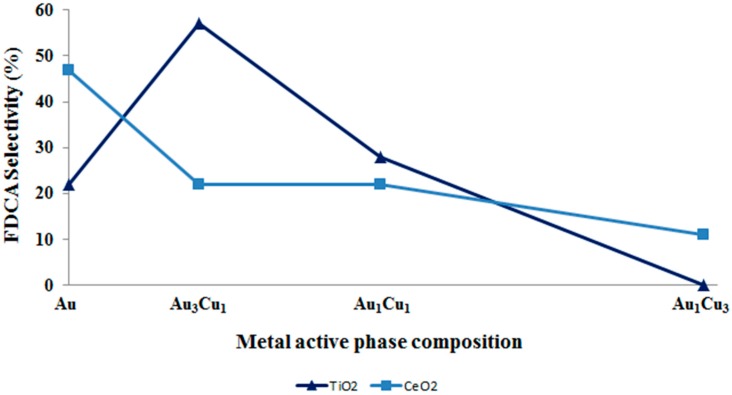 FDCA Selectivity (%)
60
50
40
30
20
10
0
Au Au₃Cu₁ Au₁Cu₁ Au₁Cu₃
Metal active phase composition
TiO2 CeO2